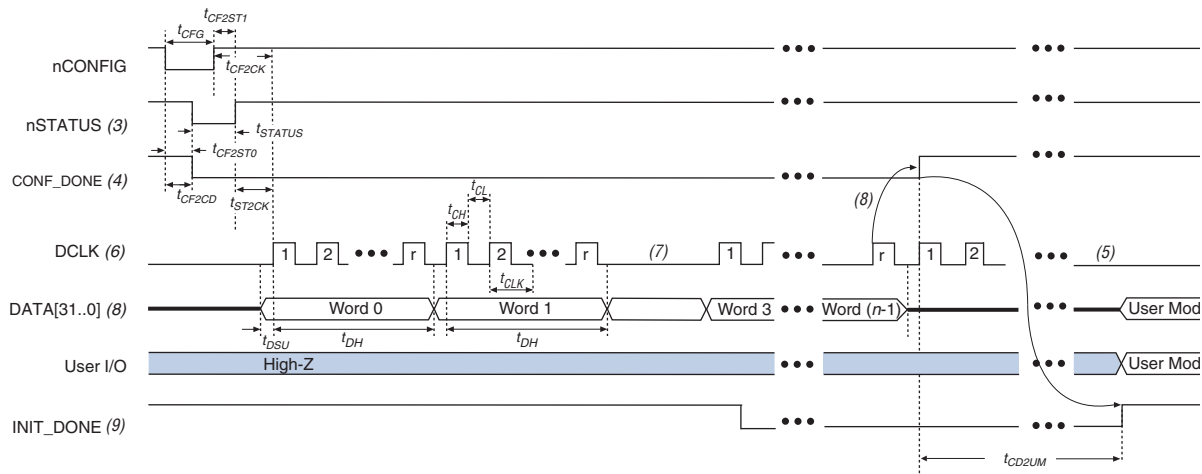 tCF2ST1
tCFG
nCONFIG
tCF2CK
nSTATUS (3)
tSTATUS
tCF2ST0
CONF_DONE (4)
tCF2CD
tST2CK
tCL
tCH
(8)
DCLK (6)
1 2 r 1 2 r (7) 1 r 1 2 (5)
tCLK
DATA[31..0] (8)
Word 0 Word 1 Word 3 Word (n-1) User Mod
tDSU
tDH tDH
User I/O
High-Z User Mod
INIT_DONE (9)
tCD2UM